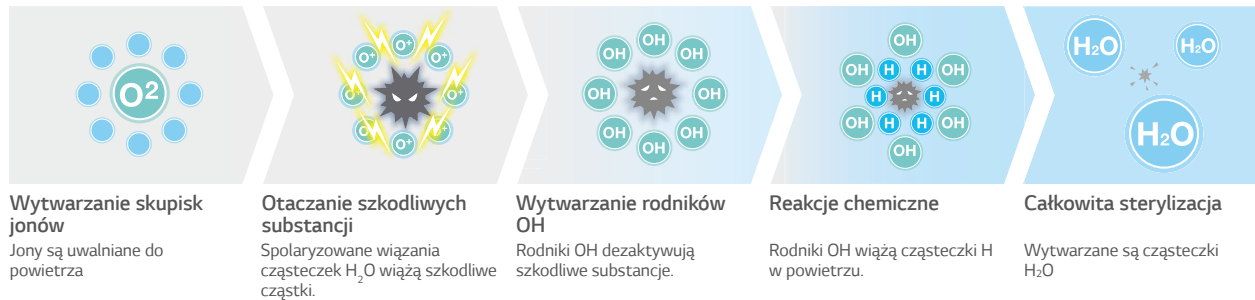 O²
O⁺
O⁺ O⁺
O⁺ O⁺
O⁺ O⁺
O⁺
OH
OH OH
OH OH
OH OH
OH
OH
OH H H OH
H H
OH H H OH
OH
H₂O H₂O
H₂O
Wytwarzanie skupisk
jonów
Jony są uwalniane do
powietrza
Otaczanie szkodliwych
substancji
Spolaryzowane wiązania
cząsteczek H₂O wiążą szkodliwe
cząstki.
Wytwarzanie rodników
OH
Rodniki OH dezaktywują
szkodliwe substancje.
Reakcje chemiczne
Rodniki OH wiążą cząsteczki H
w powietrzu.
Całkowita sterylizacja
Wytwarzane są cząsteczki
H₂O